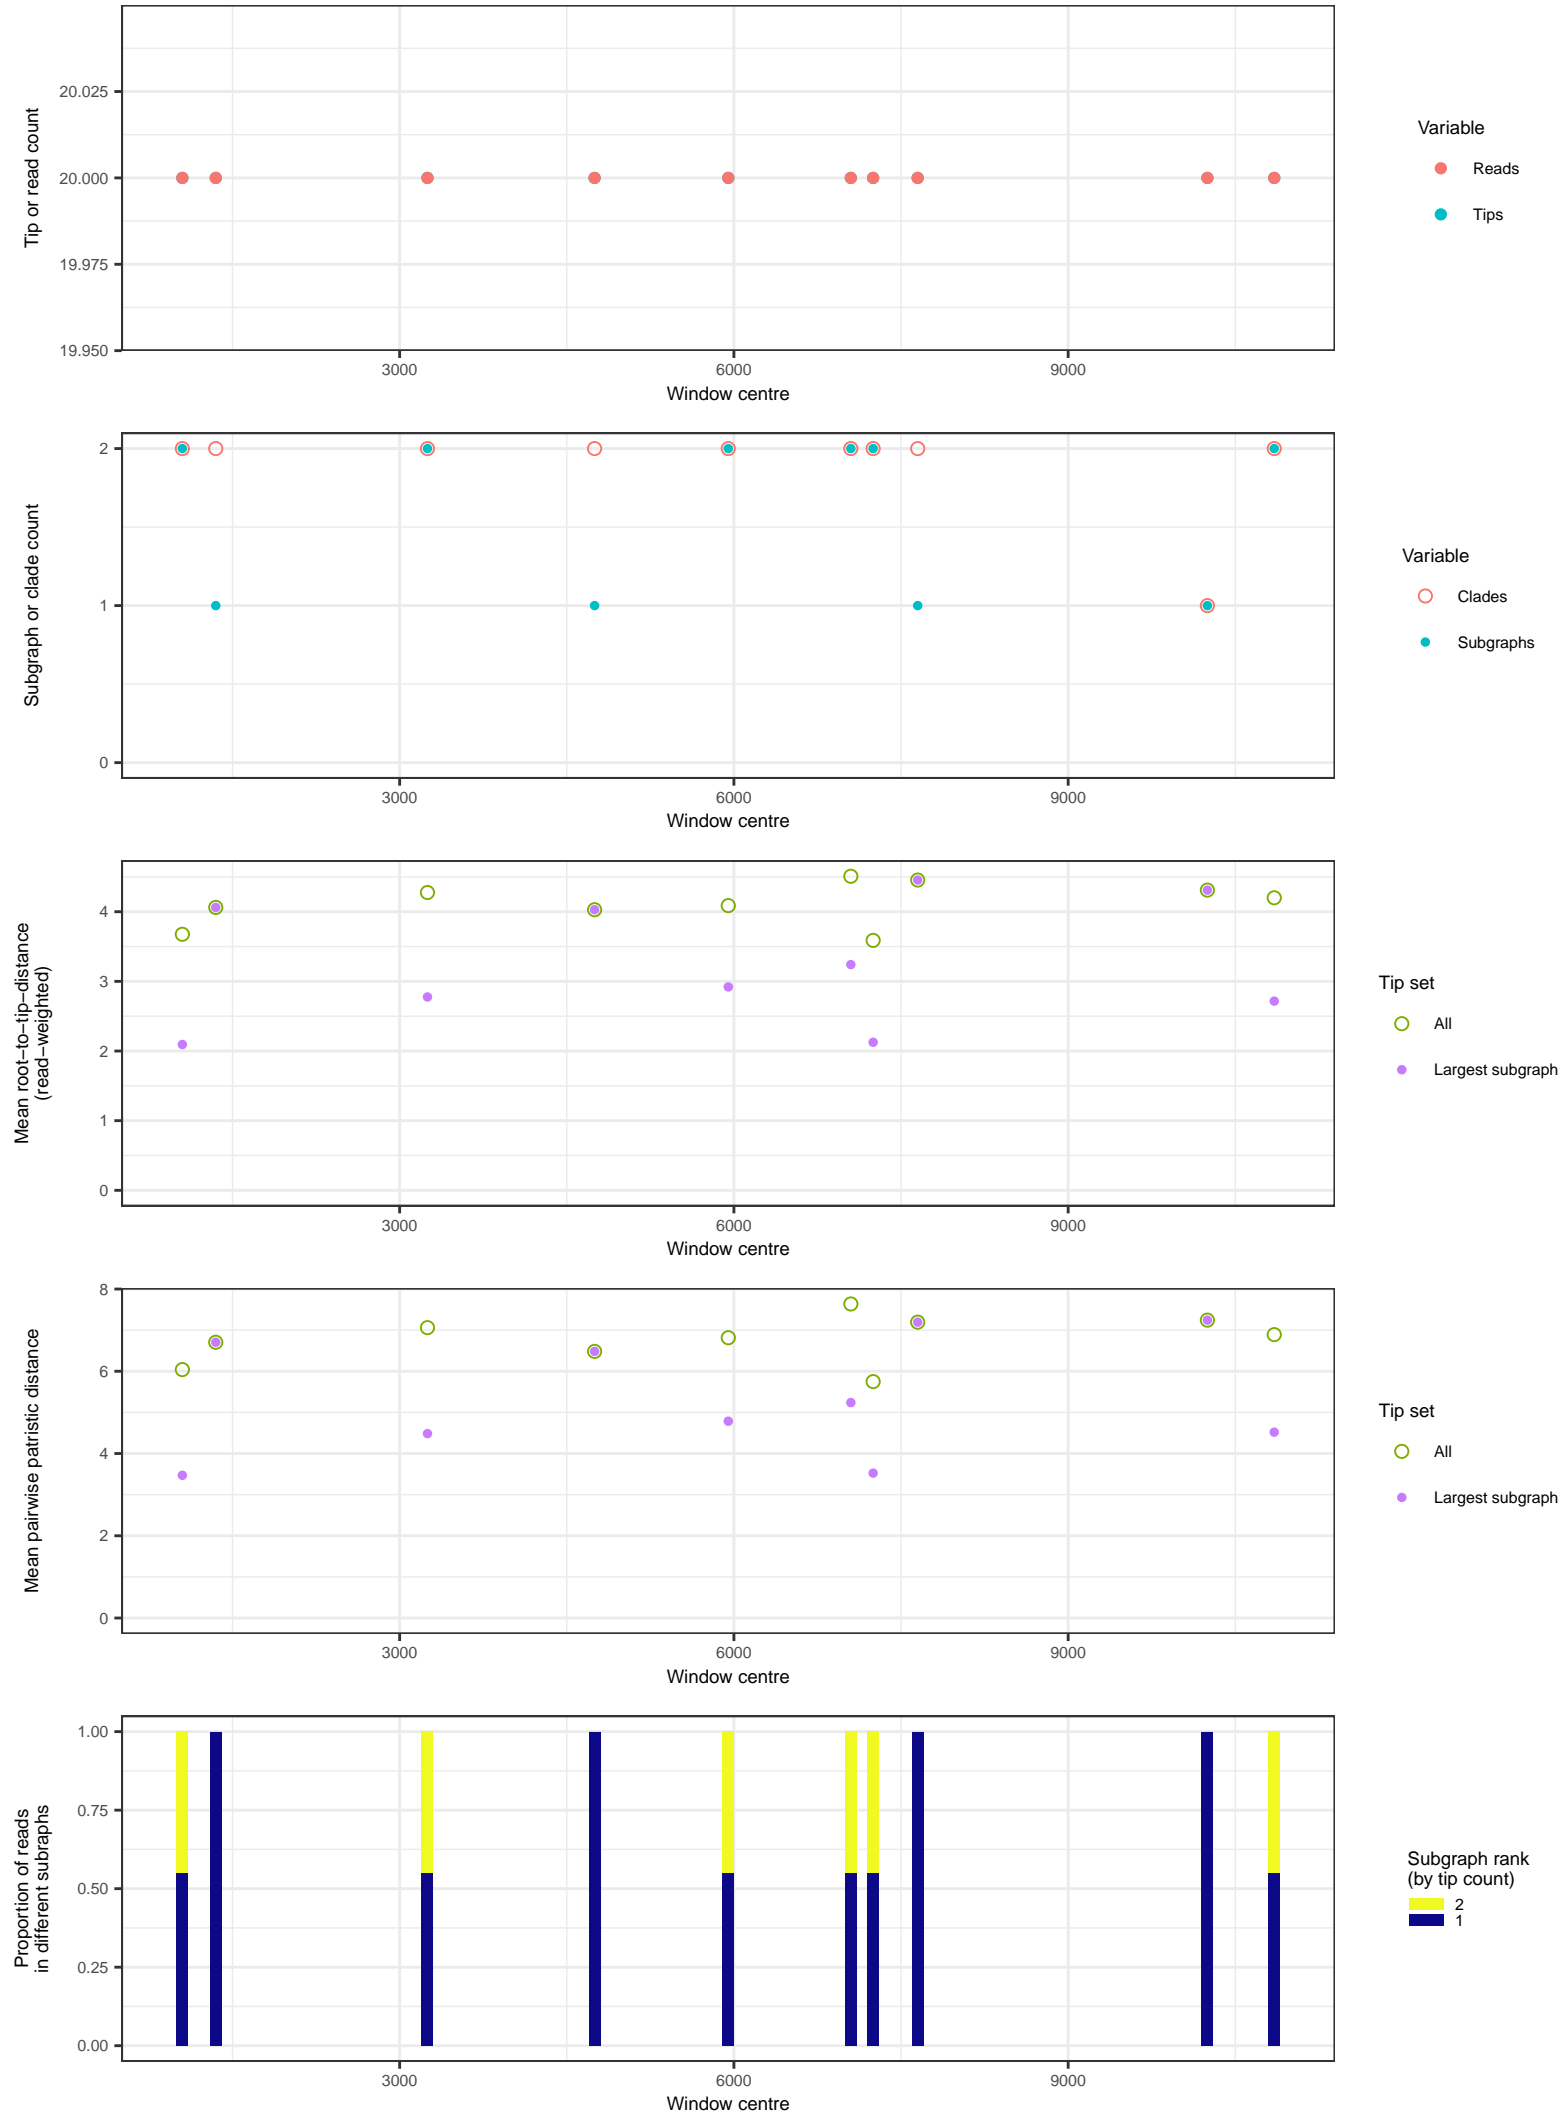 Tip or read count
20.025
20.000
19.975
19.950
3000
6000
9000
Window centre
Variable
Reads
Tips
Subgraph or clade count
2
1
0
3000
6000
9000
Window centre
Variable
Clades
Subgraphs
Mean root−to−tip−distance
(read−weighted)
4
3
2
1
0
3000
6000
9000
Window centre
Tip set
All
Largest subgraph
Mean pairwise patristic distance
8
6
4
2
0
3000
6000
9000
Window centre
Tip set
All
Largest subgraph
Proportion of reads
in different subraphs
1.00
0.75
0.50
0.25
0.00
3000
6000
9000
Window centre
Subgraph rank
(by tip count)
2
1